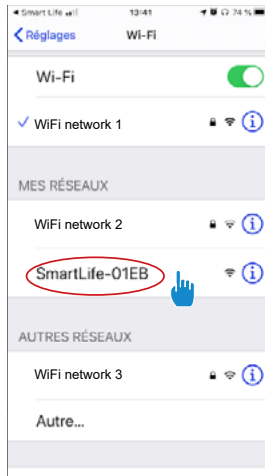 Smart Life 13:41 74 %
Réglages Wi-Fi
Wi-Fi
WiFi network 1
MES RÉSEAUX
WiFi network 2
SmartLife-01EB
AUTRES RÉSEAUX
WiFi network 3
Autre...